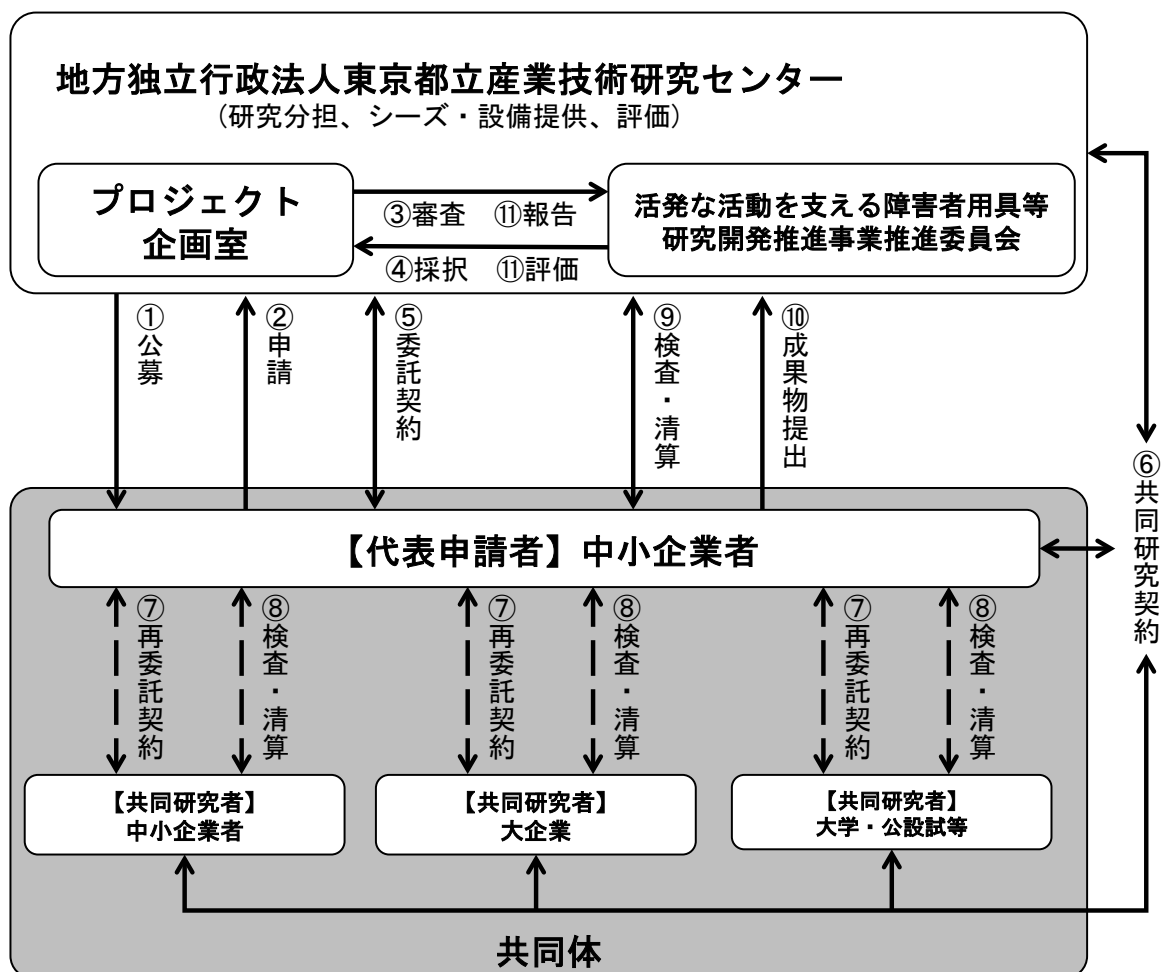 地方独立行政法人東京都立産業技術研究センター
(研究分担、シーズ・設備提供、評価)
プロジェクト
企画室
③審査 ⑪報告
④採択 ⑪評価
活発な活動を支える障害者用具等
研究開発推進事業推進委員会
①公募
②申請
⑤委託契約
⑨検査・清算
⑩成果物提出
⑥共同研究契約
【代表申請者】中小企業者
⑦再委託契約
⑧検査・清算
⑦再委託契約
⑧検査・清算
⑦再委託契約
⑧検査・清算
【共同研究者】
中小企業者
【共同研究者】
大企業
【共同研究者】
大学・公設試等
共同体